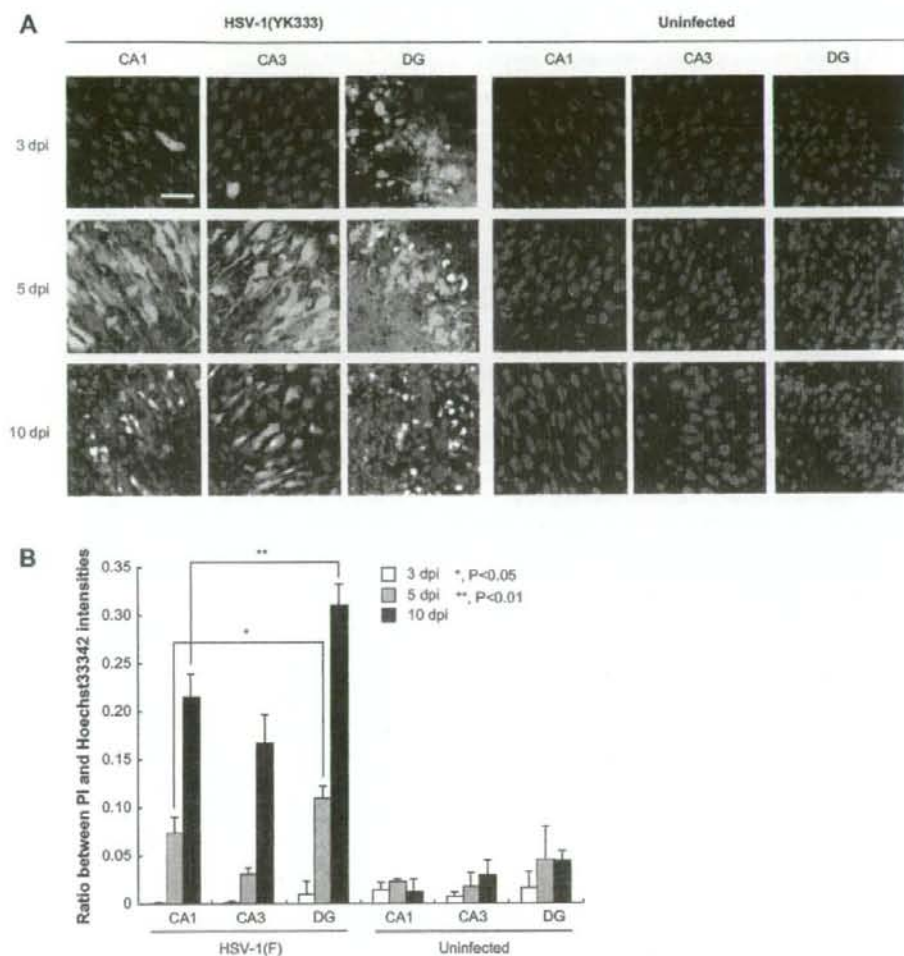 A
HSV-1(YK333)
Uninfected
CA1
CA3
DG
CA1
CA3
DG
3 dpi
5 dpi
10 dpi
B
Ratio between PI and Hoechst33342 intensities
0.35
0.30
0.25
0.20
0.15
0.10
0.05
0
**
*
3 dpi *, P<0.05
5 dpi **, P<0.01
10 dpi
CA1
CA3
DG
CA1
CA3
DG
HSV-1(F)
Uninfected